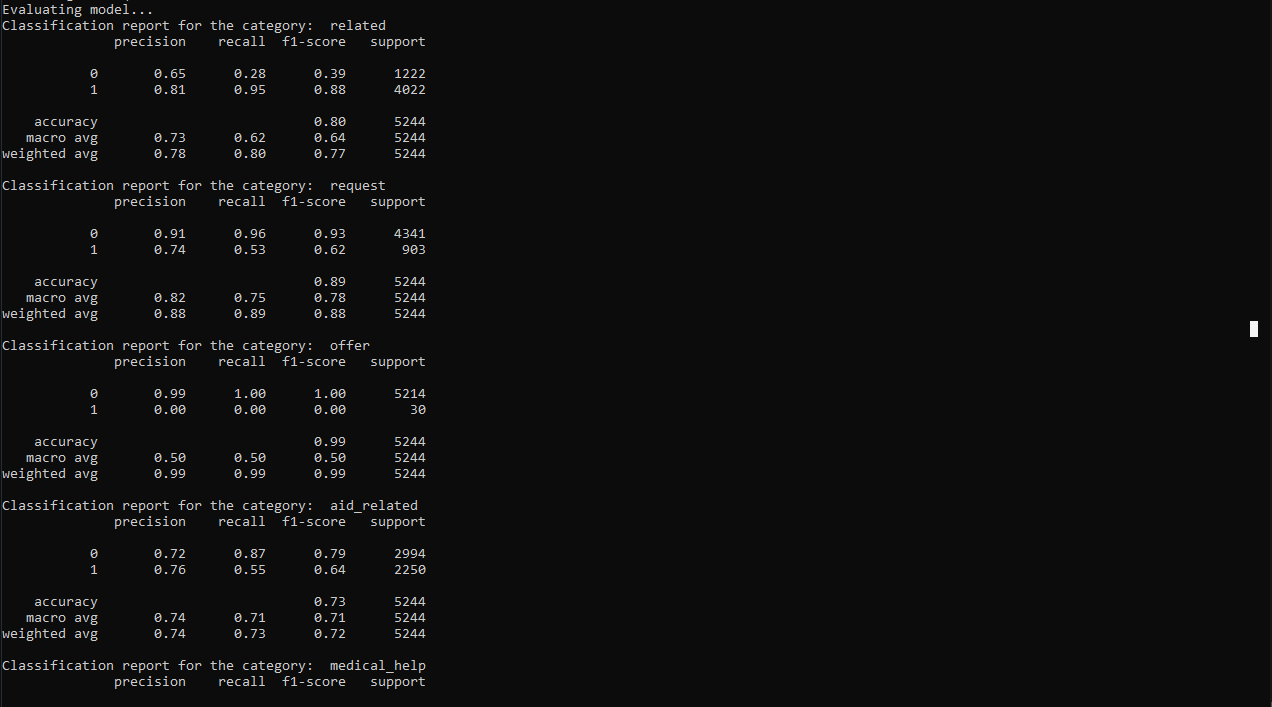 Evaluating model...
Classification report for the category:  related
              precision    recall  f1-score   support

           0       0.65      0.28      0.39      1222
           1       0.81      0.95      0.88      4022

    accuracy                           0.80      5244
   macro avg       0.73      0.62      0.64      5244
weighted avg       0.78      0.80      0.77      5244

Classification report for the category:  request
              precision    recall  f1-score   support

           0       0.91      0.96      0.93      4341
           1       0.74      0.53      0.62       903

    accuracy                           0.89      5244
   macro avg       0.82      0.75      0.78      5244
weighted avg       0.88      0.89      0.88      5244

Classification report for the category:  offer
              precision    recall  f1-score   support

           0       0.99      1.00      1.00      5214
           1       0.00      0.00      0.00        30

    accuracy                           0.99      5244
   macro avg       0.50      0.50      0.50      5244
weighted avg       0.99      0.99      0.99      5244

Classification report for the category:  aid_related
              precision    recall  f1-score   support

           0       0.72      0.87      0.79      2994
           1       0.76      0.55      0.64      2250

    accuracy                           0.73      5244
   macro avg       0.74      0.71      0.71      5244
weighted avg       0.74      0.73      0.72      5244

Classification report for the category:  medical_help
              precision    recall  f1-score   support